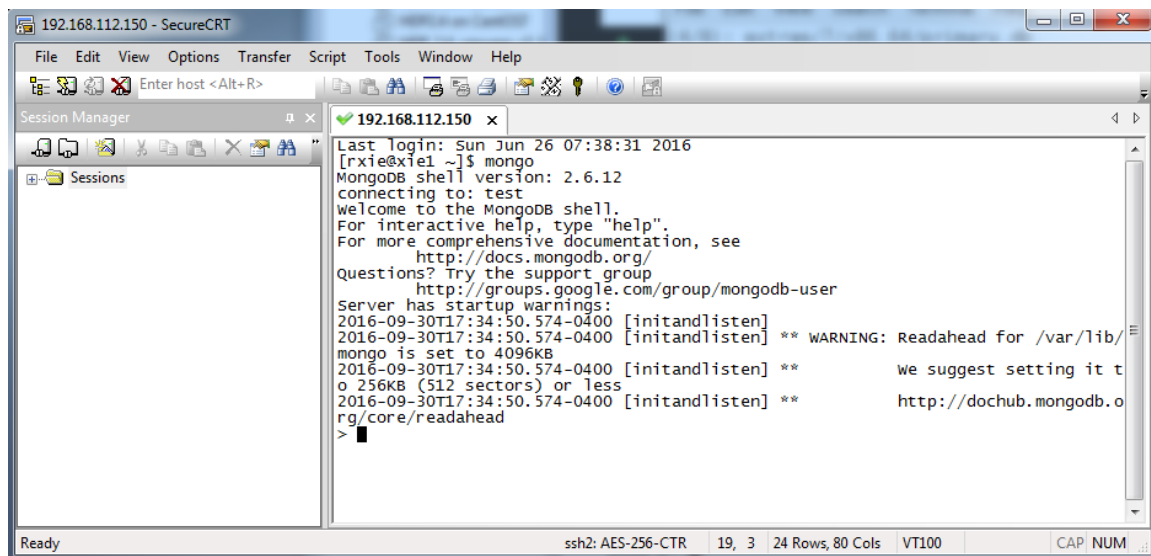 192.168.112.150 - SecureCRT
File Edit View Options Transfer Script Tools Window Help
Enter host <Alt+R>
Session Manager
192.168.112.150
Sessions
Last login: Sun Jun 26 07:38:31 2016
[rxie@xie1 ~]$ mongo
MongoDB shell version: 2.6.12
connecting to: test
Welcome to the MongoDB shell.
For interactive help, type "help".
For more comprehensive documentation, see
http://docs.mongodb.org/
Questions? Try the support group
http://groups.google.com/group/mongodb-user
Server has startup warnings:
2016-09-30T17:34:50.574-0400 [initandlisten]
2016-09-30T17:34:50.574-0400 [initandlisten] ** WARNING: Readahead for /var/lib/
mongo is set to 4096KB
2016-09-30T17:34:50.574-0400 [initandlisten] ** We suggest setting it t
o 256KB (512 sectors) or less
2016-09-30T17:34:50.574-0400 [initandlisten] ** http://dochub.mongodb.o
rg/core/readahead
>
Ready ssh2: AES-256-CTR 19, 3 24 Rows, 80 Cols VT100 CAP NUM